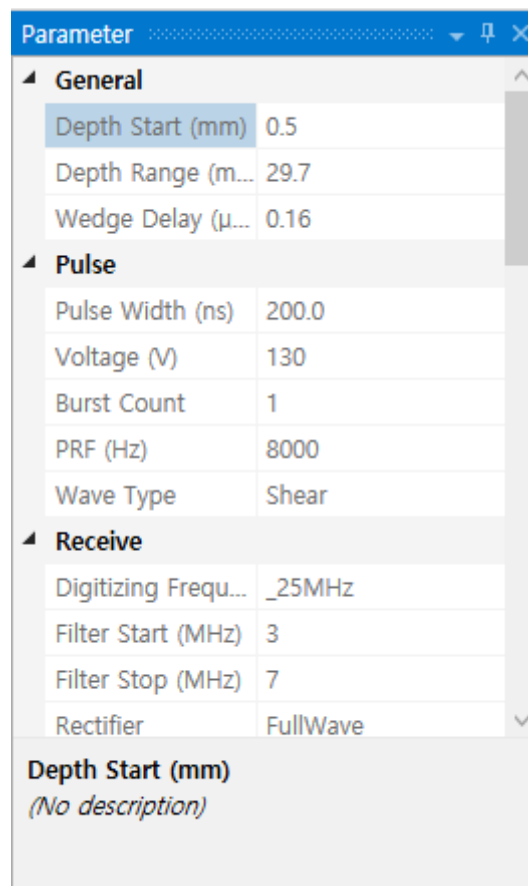 Parameter
General
Depth Start (mm) 0.5
Depth Range (m... 29.7
Wedge Delay (μ... 0.16
Pulse
Pulse Width (ns) 200.0
Voltage (V) 130
Burst Count 1
PRF (Hz) 8000
Wave Type Shear
Receive
Digitizing Frequ... _25MHz
Filter Start (MHz) 3
Filter Stop (MHz) 7
Rectifier FullWave
Depth Start (mm)
(No description)